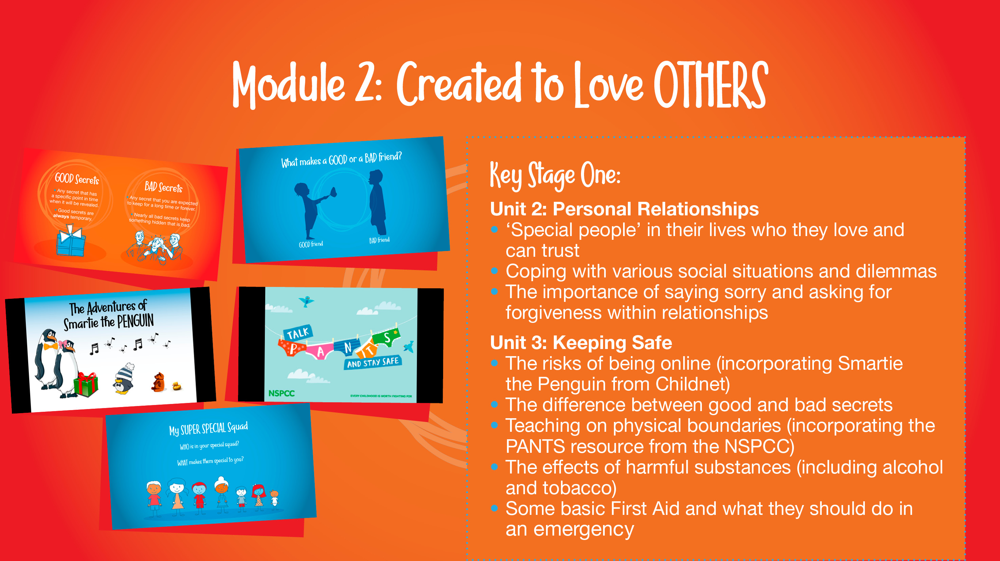 Module 2: Created to Love OTHERS
GOOD Secrets
• Any secret that has
a specific point in time
when it will be revealed.
• Good secrets are
always temporary.
BAD Secrets
• Any secret that you are expected
to keep for a long time or forever.
• Nearly all bad secrets keep
something hidden that is bad.
What makes a GOOD or a BAD friend?
GOOD friend
BAD friend
The Adventures of
Smartie the PENGUIN
TALK
PANTS
AND STAY SAFE
NSPCC
EVERY CHILDHOOD IS WORTH FIGHTING FOR
My SUPER SPECIAL Squad
WHO is in your special squad?
WHAT makes them special to you?
Key Stage One:
Unit 2: Personal Relationships
• ‘Special people’ in their lives who they love and
can trust
• Coping with various social situations and dilemmas
• The importance of saying sorry and asking for
forgiveness within relationships
Unit 3: Keeping Safe
• The risks of being online (incorporating Smartie
the Penguin from Childnet)
• The difference between good and bad secrets
• Teaching on physical boundaries (incorporating the
PANTS resource from the NSPCC)
• The effects of harmful substances (including alcohol
and tobacco)
• Some basic First Aid and what they should do in
an emergency